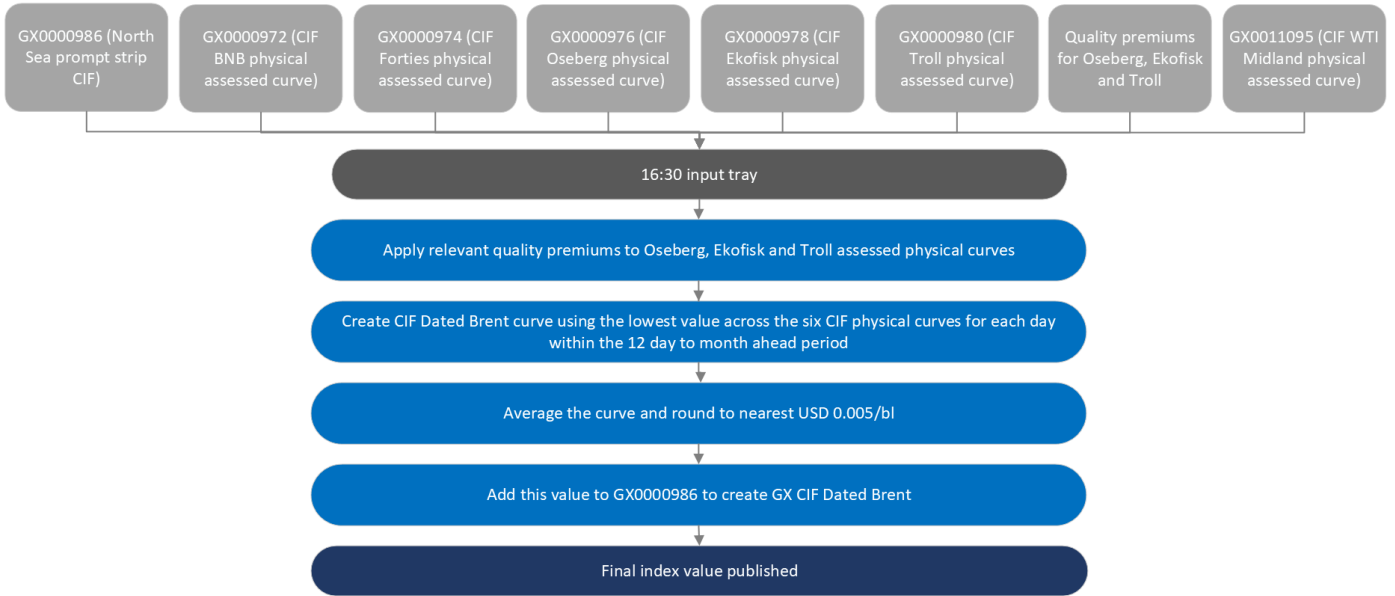 GX0000986 (North
Sea prompt strip
CIF)
GX0000972 (CIF
BNB physical
assessed curve)
GX0000974 (CIF
Forties physical
assessed curve)
GX0000976 (CIF
Oseberg physical
assessed curve)
GX0000978 (CIF
Ekofisk physical
assessed curve)
GX0000980 (CIF
Troll physical
assessed curve)
Quality premiums
for Oseberg, Ekofisk
and Troll
GX0011095 (CIF WTI
Midland physical
assessed curve)
16:30 input tray
Apply relevant quality premiums to Oseberg, Ekofisk and Troll assessed physical curves
Create CIF Dated Brent curve using the lowest value across the six CIF physical curves for each day
within the 12 day to month ahead period
Average the curve and round to nearest USD 0.005/bl
Add this value to GX0000986 to create GX CIF Dated Brent
Final index value published